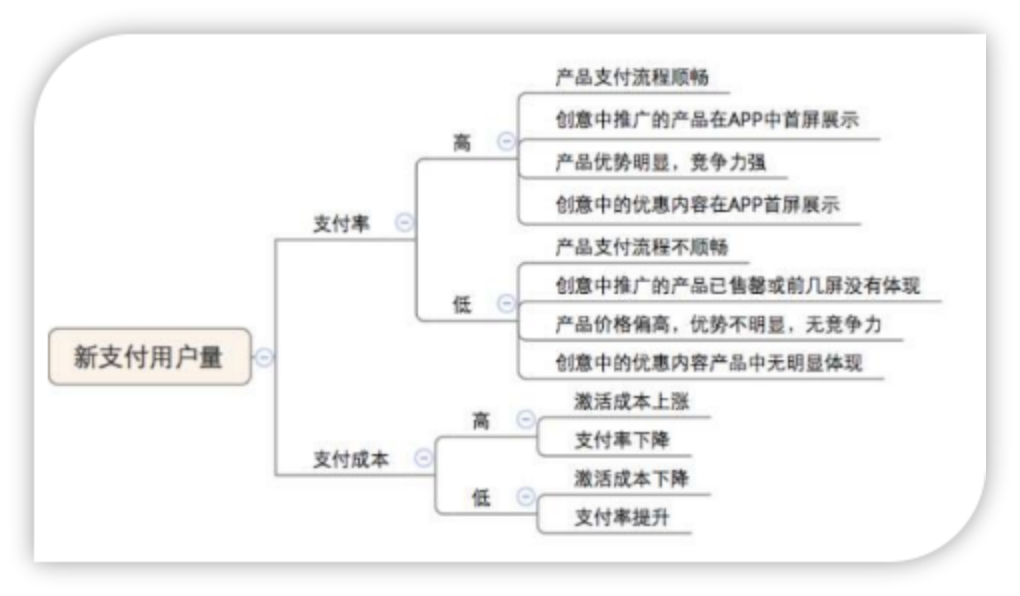 新支付用户量
支付率
高
产品支付流程顺畅
创意中推广的产品在APP中首屏展示
产品优势明显，竞争力强
创意中的优惠内容在APP首屏展示
低
产品支付流程不顺畅
创意中推广的产品已售罄或前几屏没有体现
产品价格偏高，优势不明显，无竞争力
创意中的优惠内容产品中无明显体现
支付成本
高
激活成本上涨
支付率下降
低
激活成本下降
支付率提升